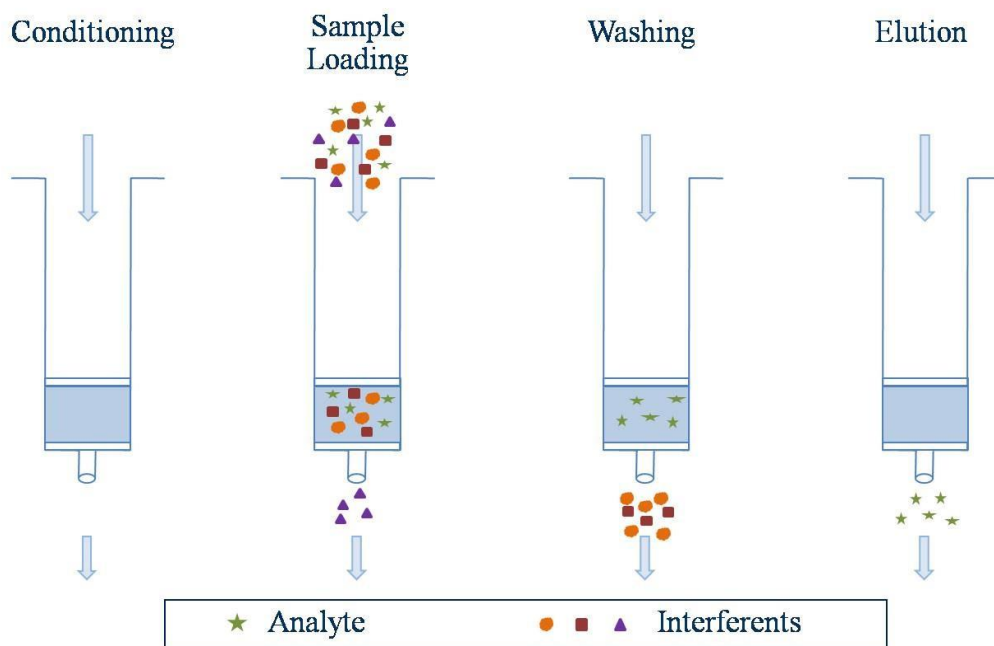 Conditioning
Sample
Loading
Washing
Elution
Analyte
Interferents